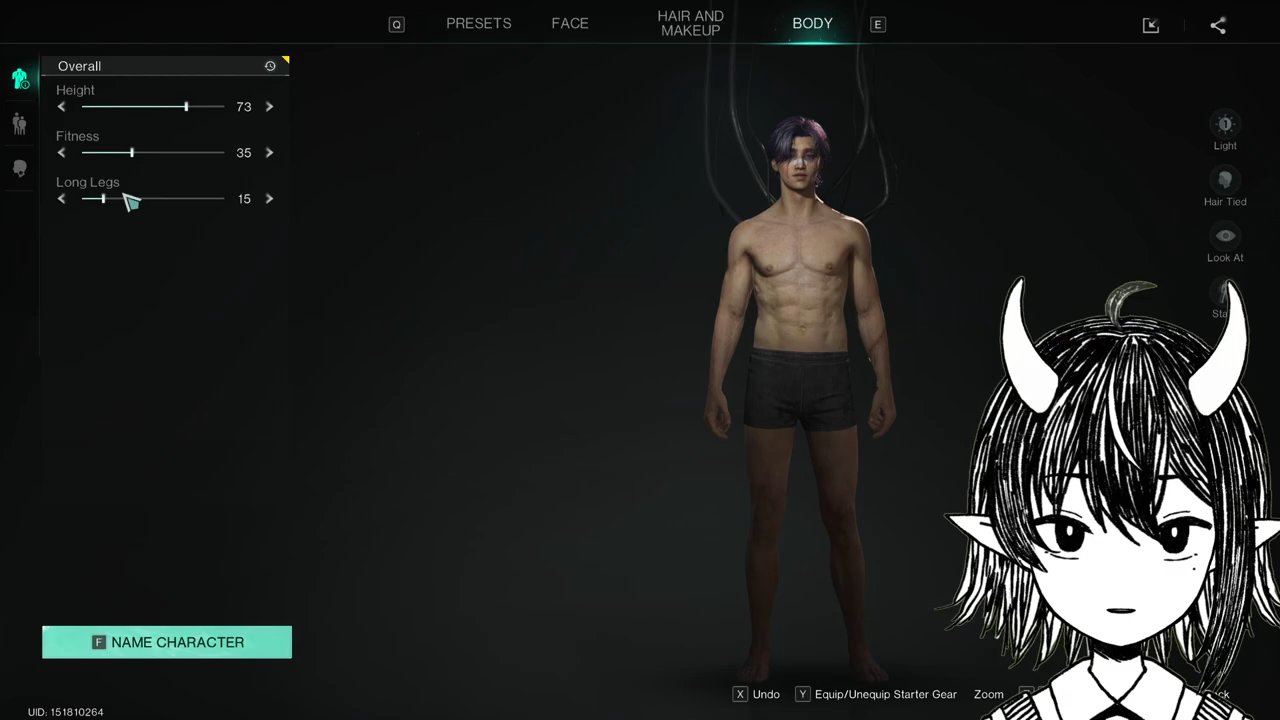 Q
PRESETS
FACE
HAIR AND
MAKEUP
BODY
E
Overall
Height
73
Fitness
35
Long Legs
15
Light
Hair Tied
Look At
F NAME CHARACTER
X Undo
Y Equip/Unequip Starter Gear
Zoom
UID: 151810264